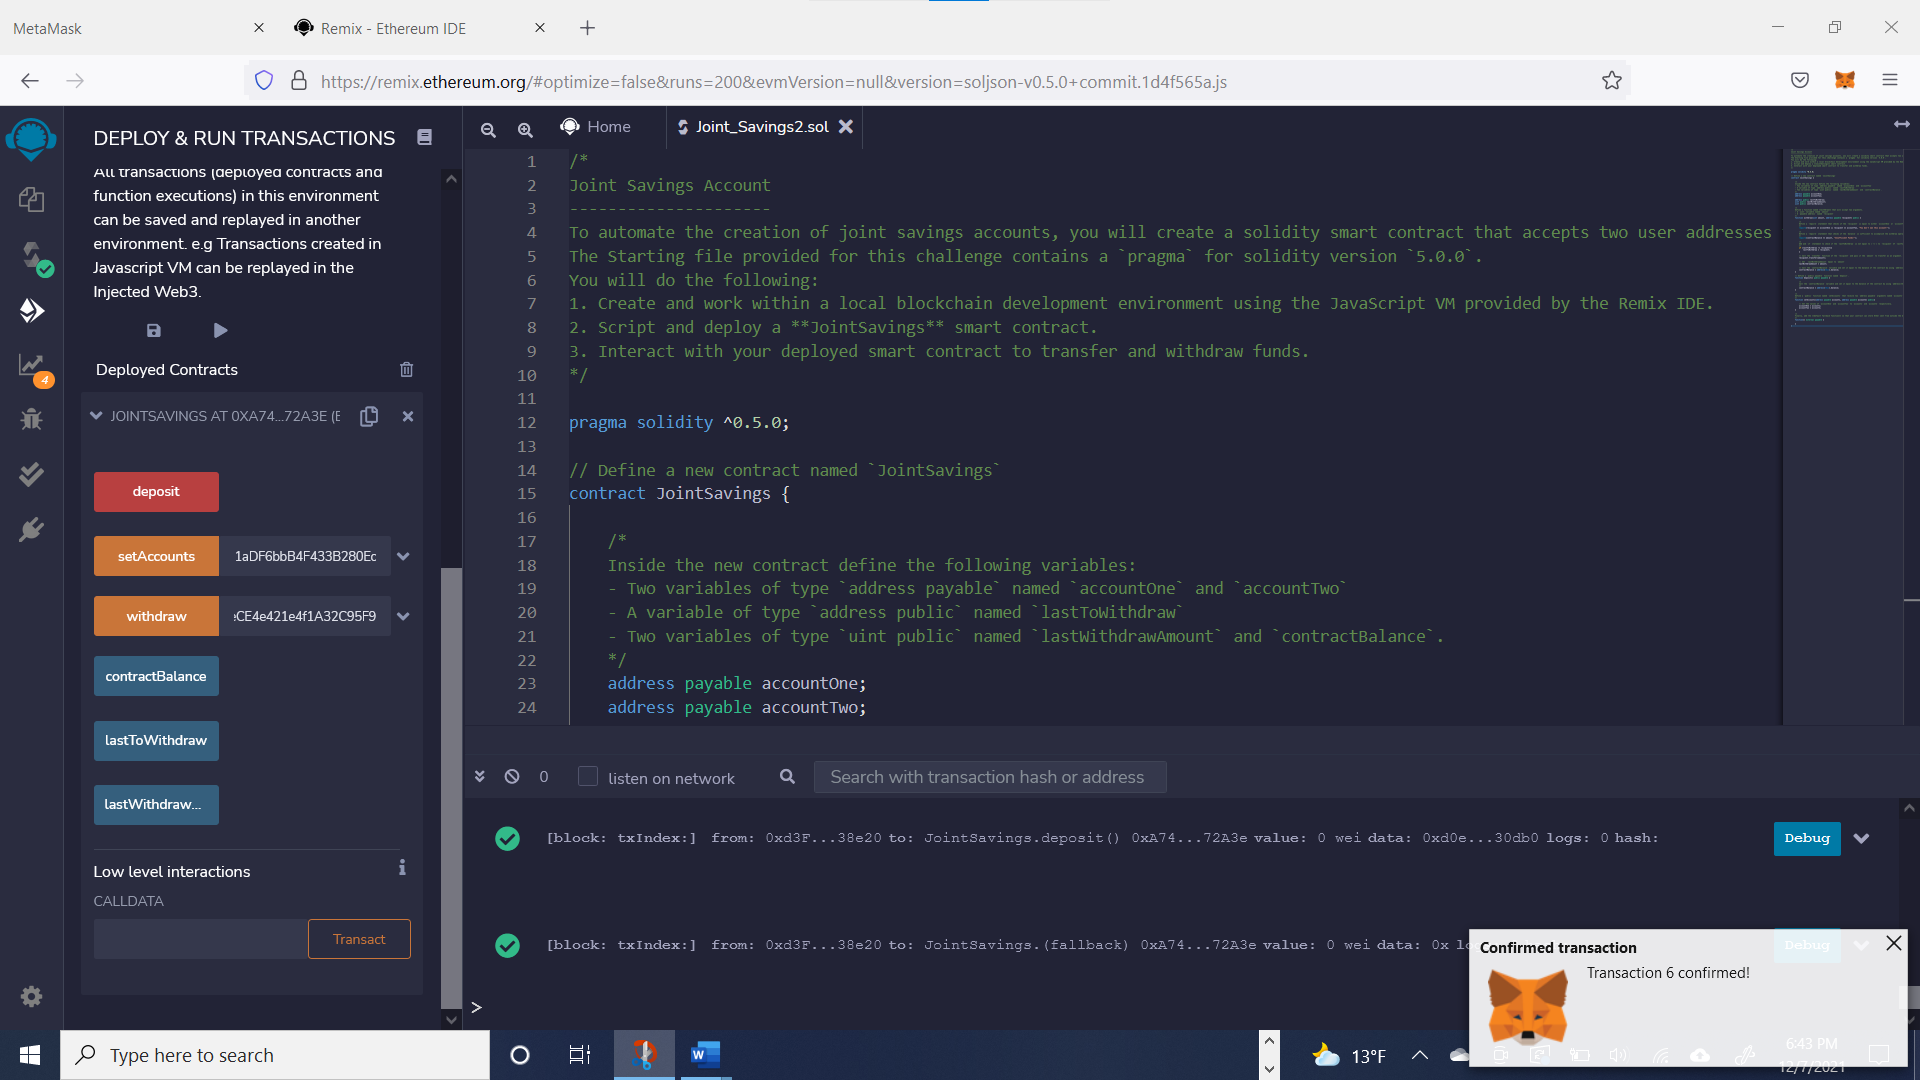 MetaMask
Remix - Ethereum IDE
https://remix.ethereum.org/#optimize=false&runs=200&evmVersion=null&version=soljson-v0.5.0+commit.1d4f565a.js
DEPLOY & RUN TRANSACTIONS
All transactions (deployed contracts and
function executions) in this environment
can be saved and replayed in another
environment. e.g Transactions created in
Javascript VM can be replayed in the
Injected Web3.
4
Deployed Contracts
JOINTSAVINGS AT 0XA74...72A3E (
deposit
setAccounts 1aDF6bbB4F433B280Ec
withdraw CE4e421e4f1A32C95F9
contractBalance
lastToWithdraw
lastWithdraw...
Low level interactions
CALLDATA
Transact
Home
Joint_Savings2.sol
1 /*
2 Joint Savings Account
3 ---------------------
4 To automate the creation of joint savings accounts, you will create a solidity smart contract that accepts two user addresses
5 The Starting file provided for this challenge contains a `pragma` for solidity version `5.0.0`.
6 You will do the following:
7 1. Create and work within a local blockchain development environment using the JavaScript VM provided by the Remix IDE.
8 2. Script and deploy a **JointSavings** smart contract.
9 3. Interact with your deployed smart contract to transfer and withdraw funds.
10 */
11
12 pragma solidity ^0.5.0;
13
14 // Define a new contract named `JointSavings`
15 contract JointSavings {
16
17 /*
18 Inside the new contract define the following variables:
19 - Two variables of type `address payable` named `accountOne` and `accountTwo`
20 - A variable of type `address public` named `lastToWithdraw`
21 - Two variables of type `uint public` named `lastWithdrawAmount` and `contractBalance`.
22 */
23 address payable accountOne;
24 address payable accountTwo;
0 listen on network Search with transaction hash or address
[block: txIndex:] from: 0xd3F...38e20 to: JointSavings.deposit() 0xA74...72A3e value: 0 wei data: 0xd0e...30db0 logs: 0 hash: Debug
[block: txIndex:] from: 0xd3F...38e20 to: JointSavings.(fallback) 0xA74...72A3e value: 0 wei data: 0x Debug
>
Confirmed transaction
Transaction 6 confirmed!
Type here to search
13°F
6:43 PM
12/7/2021